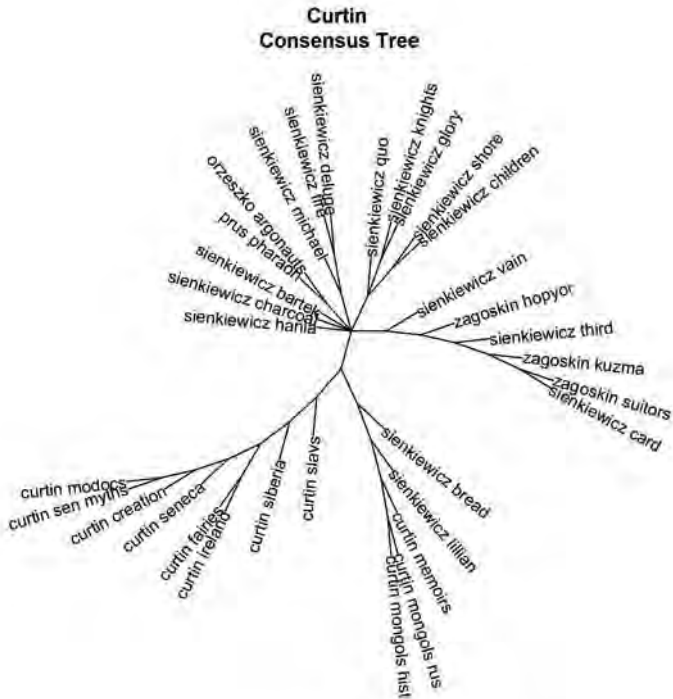 Curtin
Consensus Tree
sienkiewicz deluge
sienkiewicz fire
sienkiewicz michael
orzeszko argonauts
prus pharaoh
sienkiewicz bartek
sienkiewicz charcoal
sienkiewicz hania
sienkiewicz quo
sienkiewicz knights
sienkiewicz glory
sienkiewicz shore
sienkiewicz children
sienkiewicz vain
zagoskin hopyor
sienkiewicz third
zagoskin kuzma
zagoskin suitors
sienkiewicz card
curtin modocs
curtin sen myths
curtin creation
curtin seneca
curtin fairies
curtin ireland
curtin siberia
curtin slavs
sienkiewicz bread
sienkiewicz lillian
curtin memoirs
curtin mongols rus
curtin mongols hist